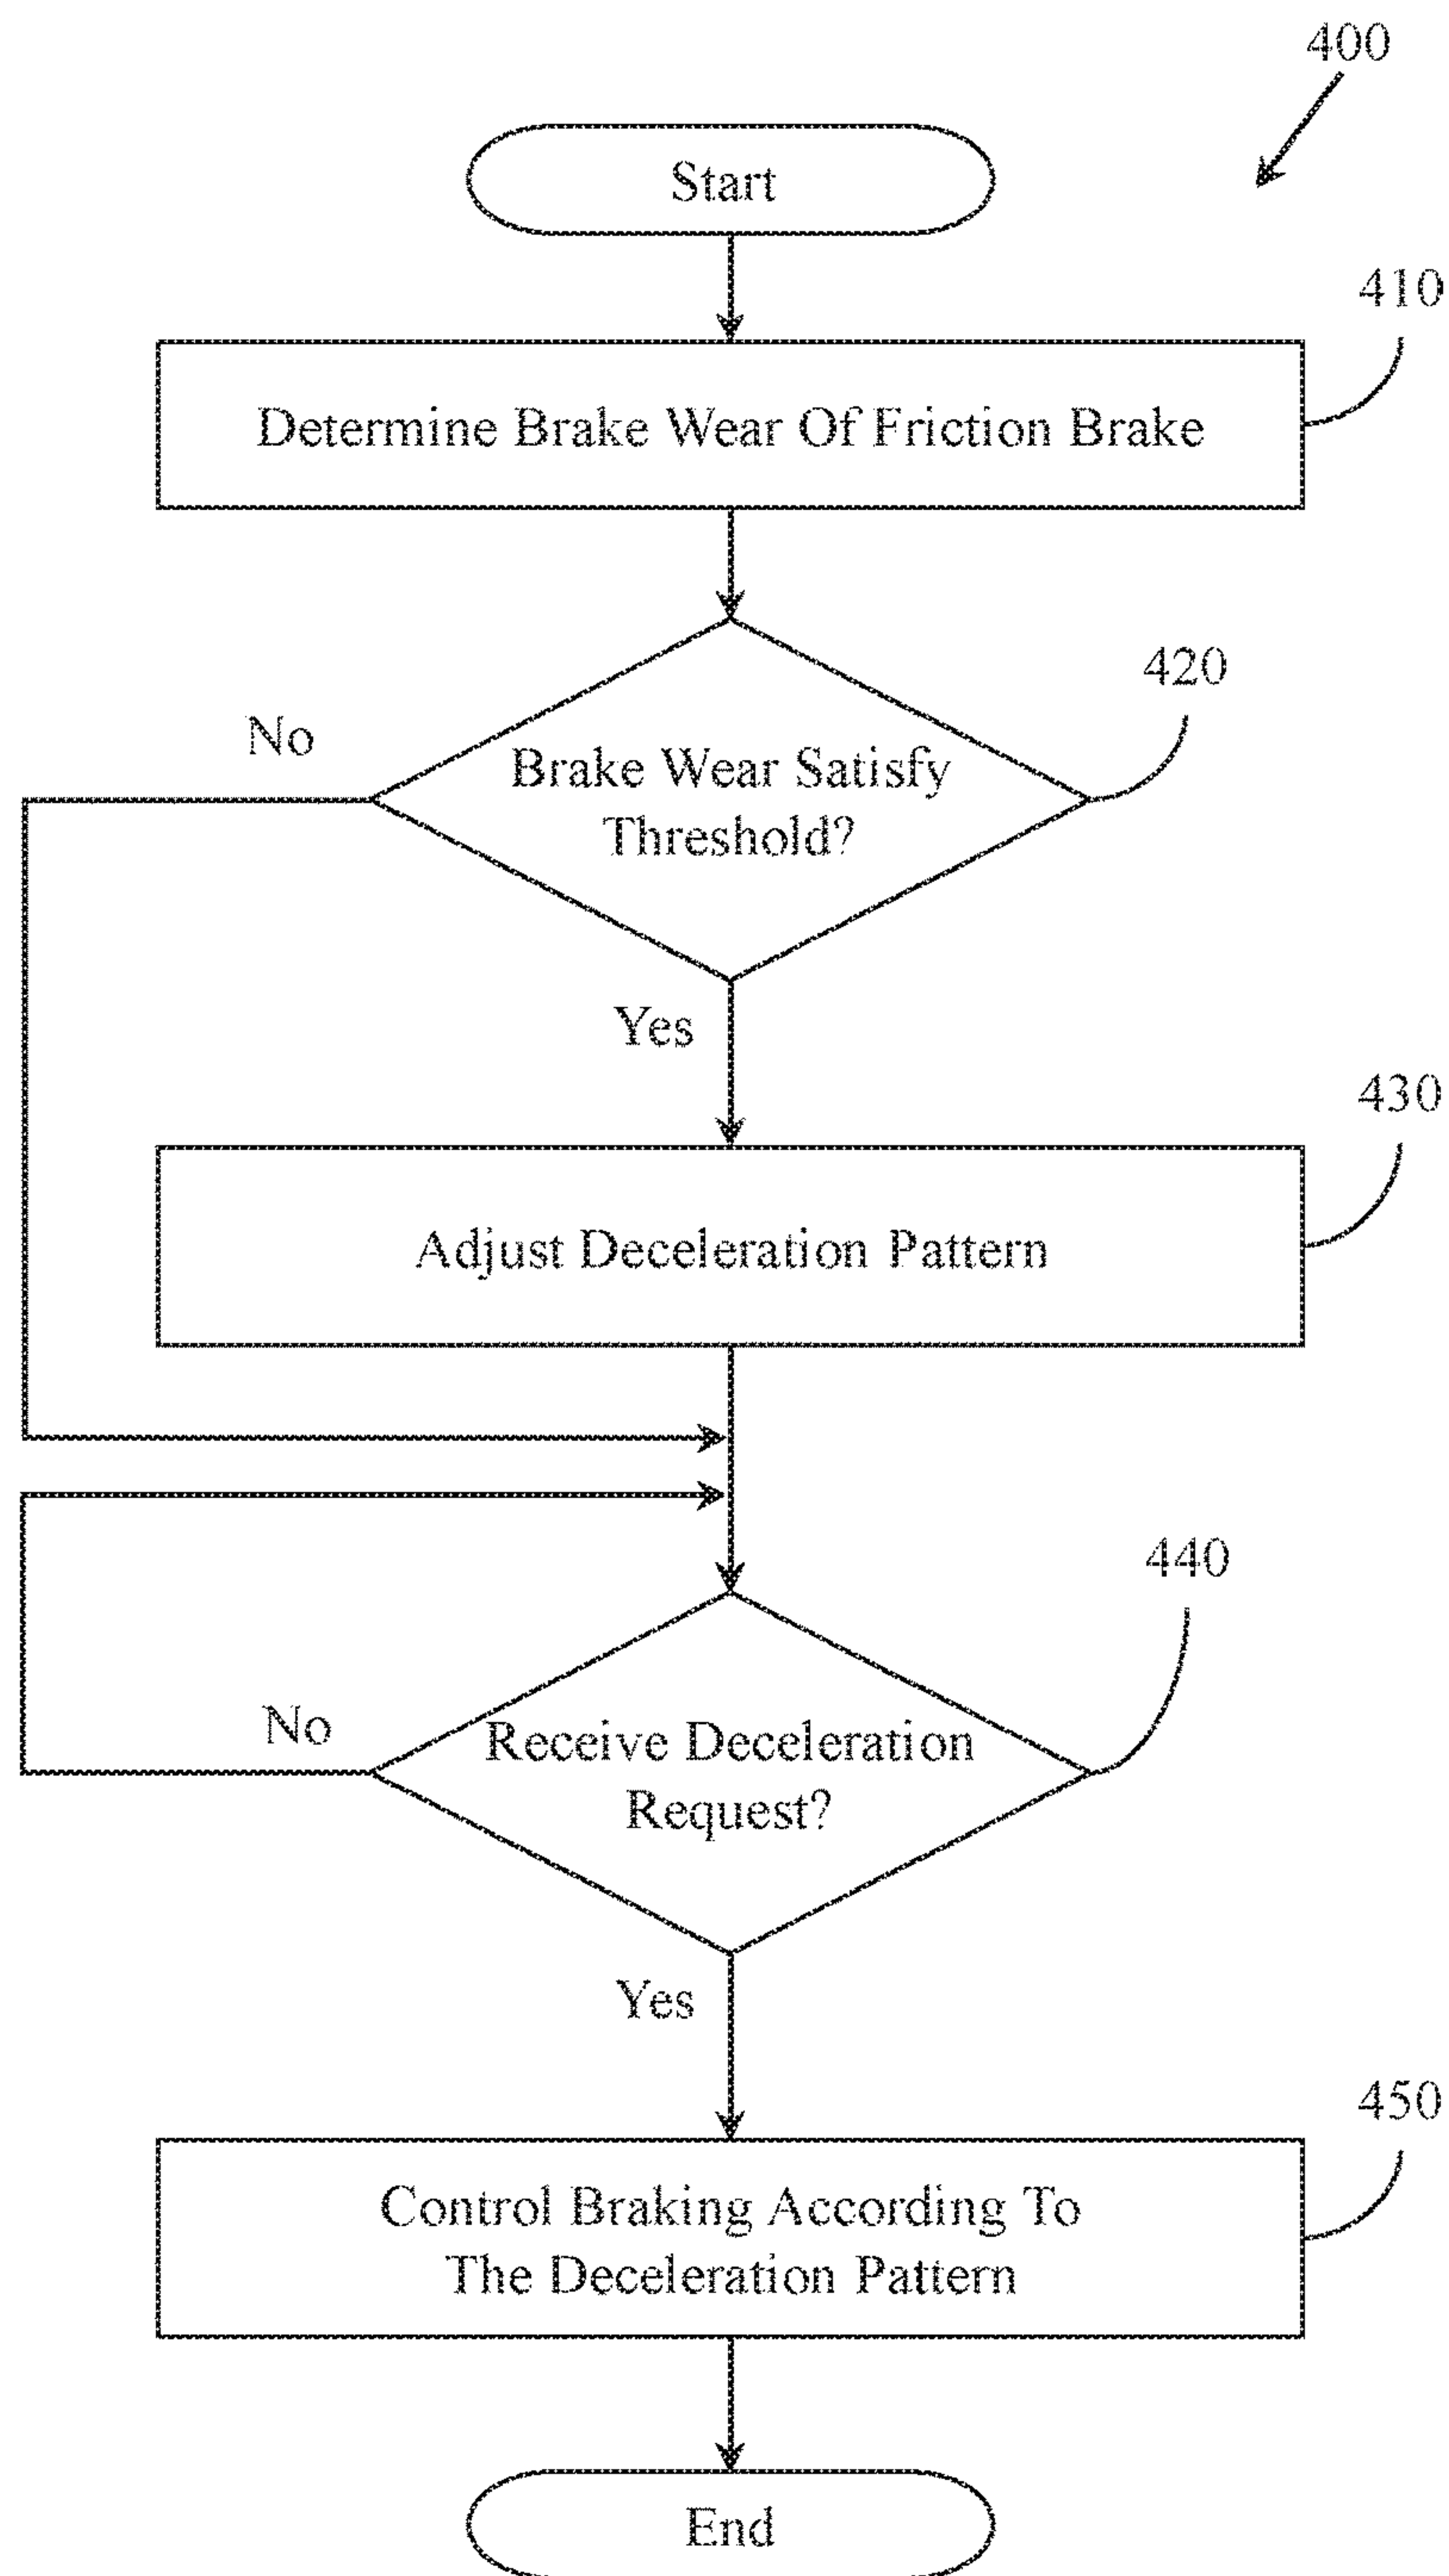 400
Start
410
Determine Brake Wear Of Friction Brake
420
No
Brake Wear Satisfy
Threshold?
Yes
430
Adjust Deceleration Pattern
440
No
Receive Deceleration
Request?
Yes
450
Control Braking According To
The Deceleration Pattern
End